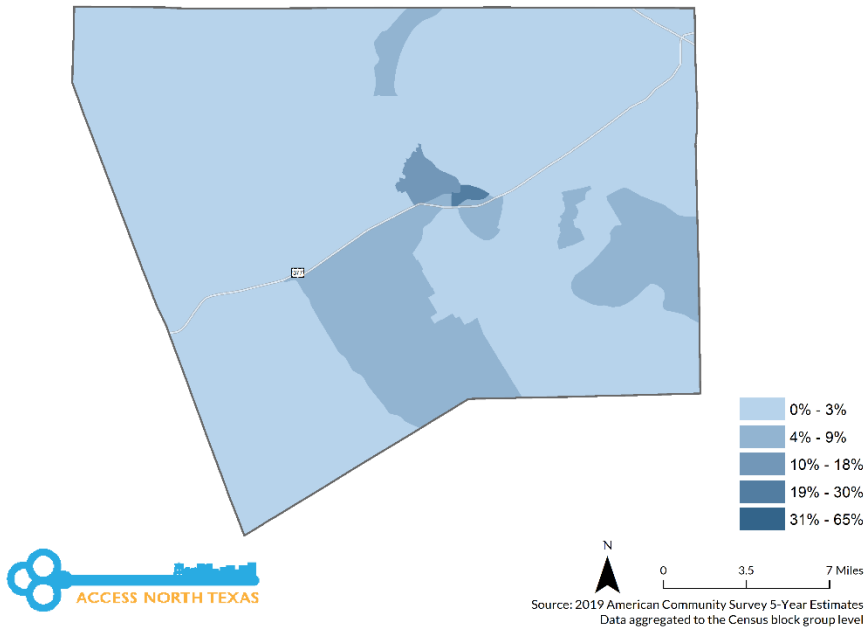 377
0% - 3%
4% - 9%
10% - 18%
19% - 30%
31% - 65%
N
0 3.5 7 Miles
ACCESS NORTH TEXAS
Source: 2019 American Community Survey 5-Year Estimates
Data aggregated to the Census block group level